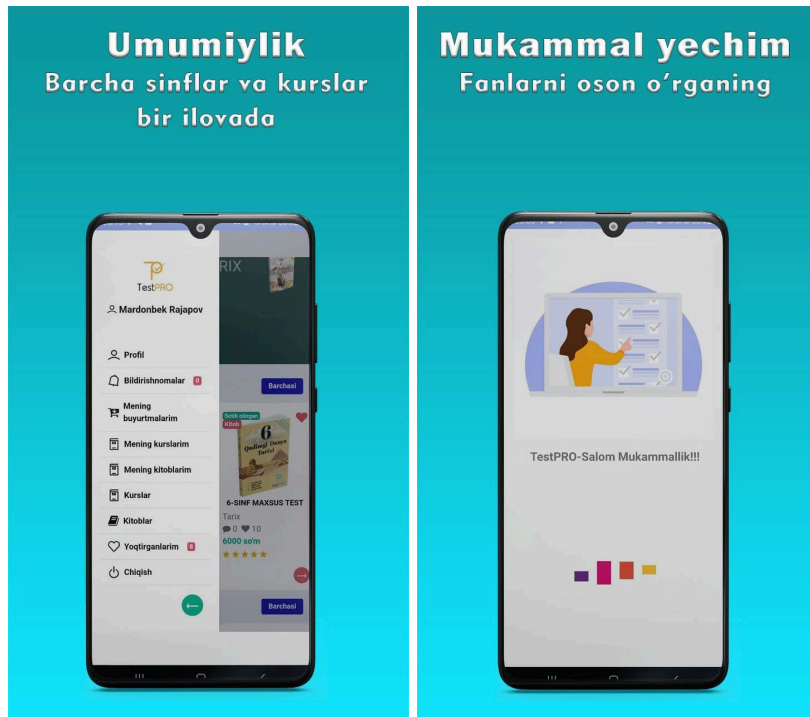 Umumiylik
Barcha sinflar va kurslar
bir ilovada
RIX
TestPRO
Mardonbek Rajapov
Profil
Bildirishnomalar 0
Barchasi
Mening
buyurtmalarim
Sotib olingan
Kitob
6
Qadimgi Dunyo
Tarixi
Mening kurslarim
Mening kitoblarim
Kurslar
6-SINF MAXSUS TEST
Tarix
Kitoblar
0 10
6000 so'm
Yoqtirganlarim 8
Chiqish
Barchasi
Mukammal yechim
Fanlarni oson o'rganing
TestPRO-Salom Mukammallik!!!